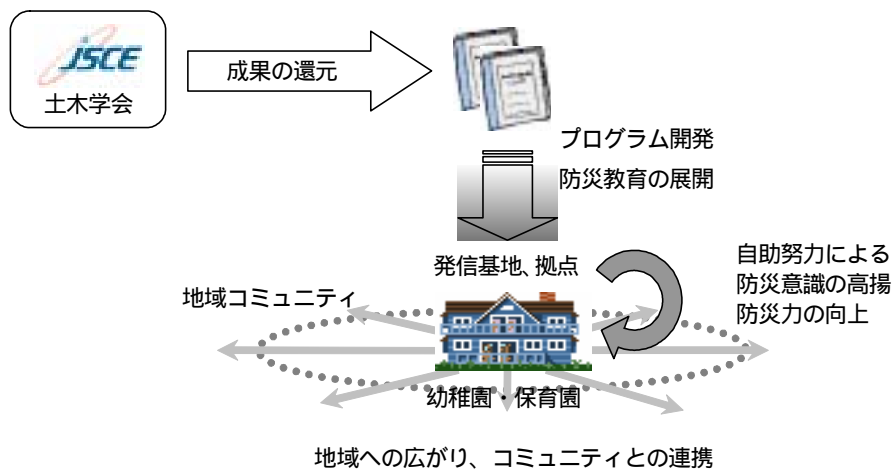 JSCE
土木学会
成果の還元
プログラム開発
防災教育の展開
発信基地、拠点
自助努力による
防災意識の高揚
防災力の向上
地域コミュニティ
幼稚園・保育園
地域への広がり、コミュニティとの連携